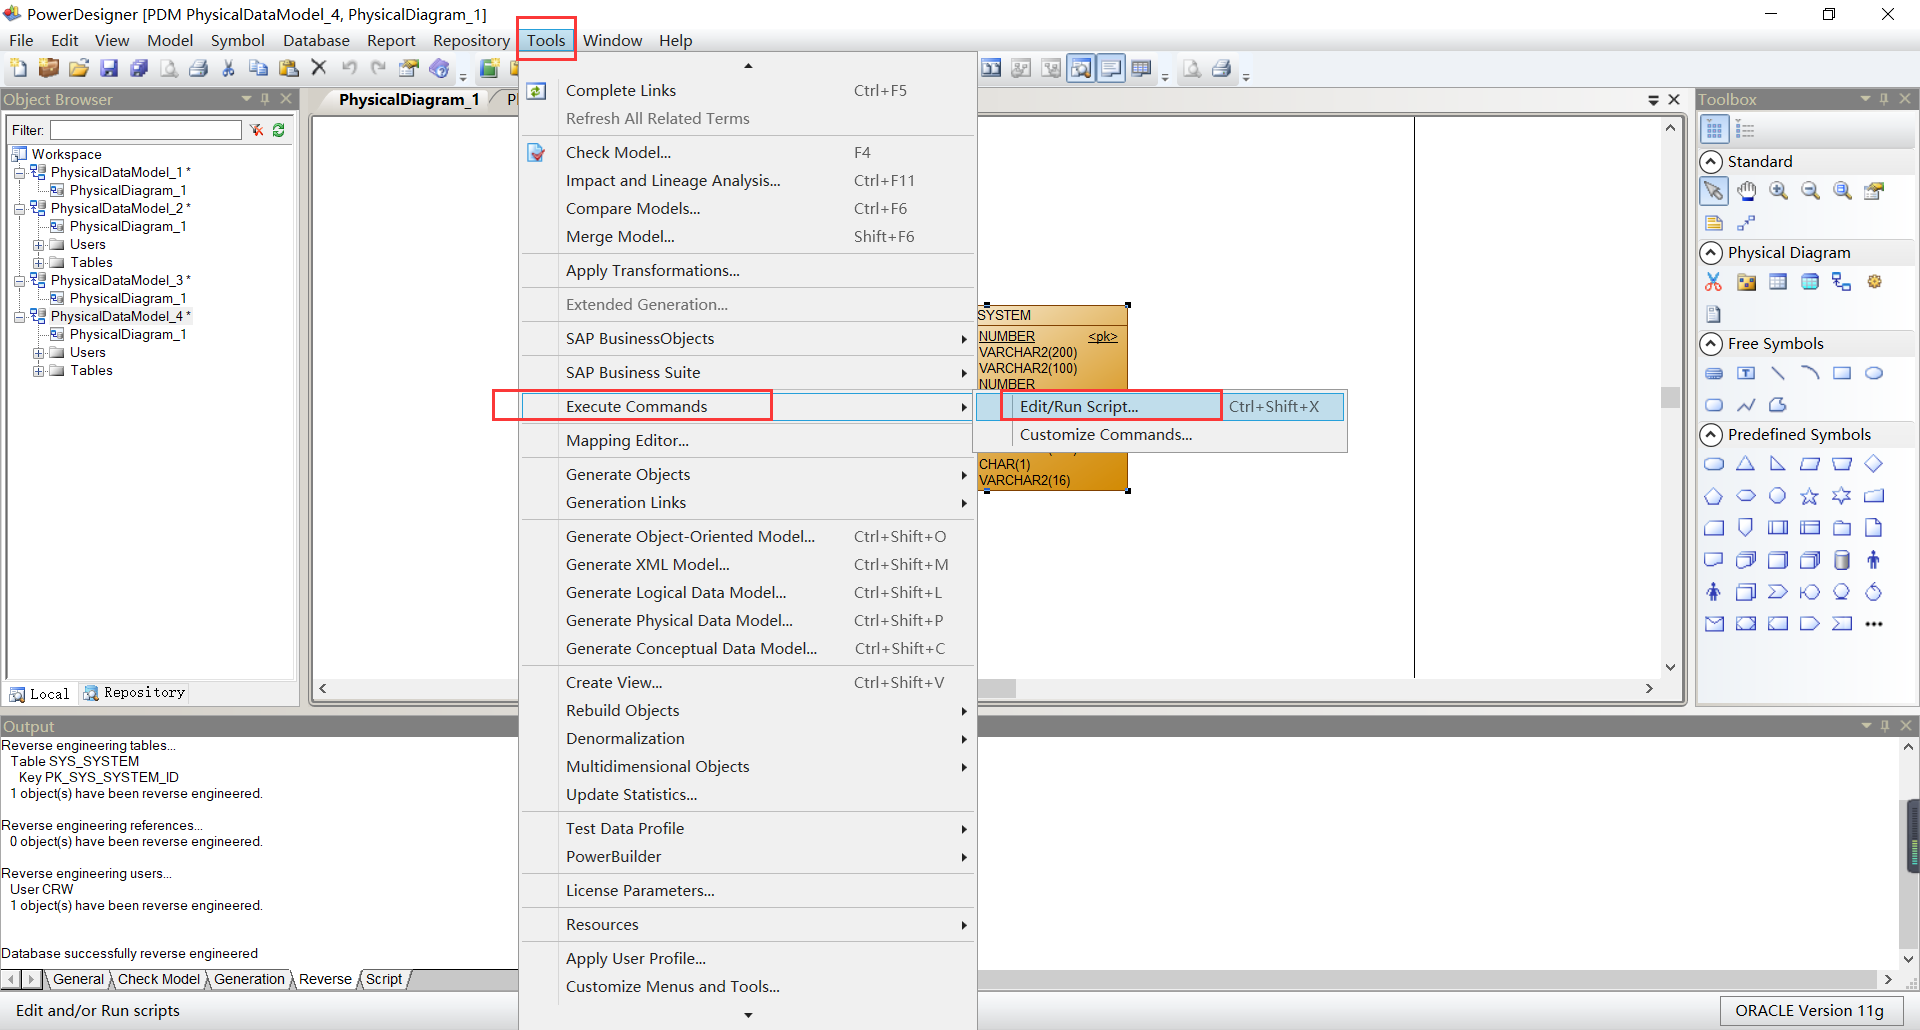 PowerDesigner [PDM PhysicalDataModel_4, PhysicalDiagram_1]
File Edit View Model Symbol Database Report Repository Tools Window Help
Object Browser
Filter:
Workspace
PhysicalDataModel_1 *
PhysicalDiagram_1
PhysicalDataModel_2 *
PhysicalDiagram_1
Users
Tables
PhysicalDataModel_3 *
PhysicalDiagram_1
PhysicalDataModel_4 *
PhysicalDiagram_1
Users
Tables
Local Repository
PhysicalDiagram_1
Complete Links Ctrl+F5
Refresh All Related Terms
Check Model... F4
Impact and Lineage Analysis... Ctrl+F11
Compare Models... Ctrl+F6
Merge Model... Shift+F6
Apply Transformations...
Extended Generation...
SAP BusinessObjects
SAP Business Suite
Execute Commands
Mapping Editor...
Generate Objects
Generation Links
Generate Object-Oriented Model... Ctrl+Shift+O
Generate XML Model... Ctrl+Shift+M
Generate Logical Data Model... Ctrl+Shift+L
Generate Physical Data Model... Ctrl+Shift+P
Generate Conceptual Data Model... Ctrl+Shift+C
Create View... Ctrl+Shift+V
Rebuild Objects
Denormalization
Multidimensional Objects
Update Statistics...
Test Data Profile
PowerBuilder
License Parameters...
Resources
Apply User Profile...
Customize Menus and Tools...
Edit/Run Script... Ctrl+Shift+X
Customize Commands...
SYSTEM
NUMBER <pk>
VARCHAR2(200)
VARCHAR2(100)
NUMBER
CHAR(1)
VARCHAR2(16)
Toolbox
Standard
Physical Diagram
Free Symbols
Predefined Symbols
Output
Reverse engineering tables...
Table SYS_SYSTEM
Key PK_SYS_SYSTEM_ID
1 object(s) have been reverse engineered.
Reverse engineering references...
0 object(s) have been reverse engineered.
Reverse engineering users...
User CRW
1 object(s) have been reverse engineered.
Database successfully reverse engineered
General Check Model Generation Reverse Script
Edit and/or Run scripts
ORACLE Version 11g